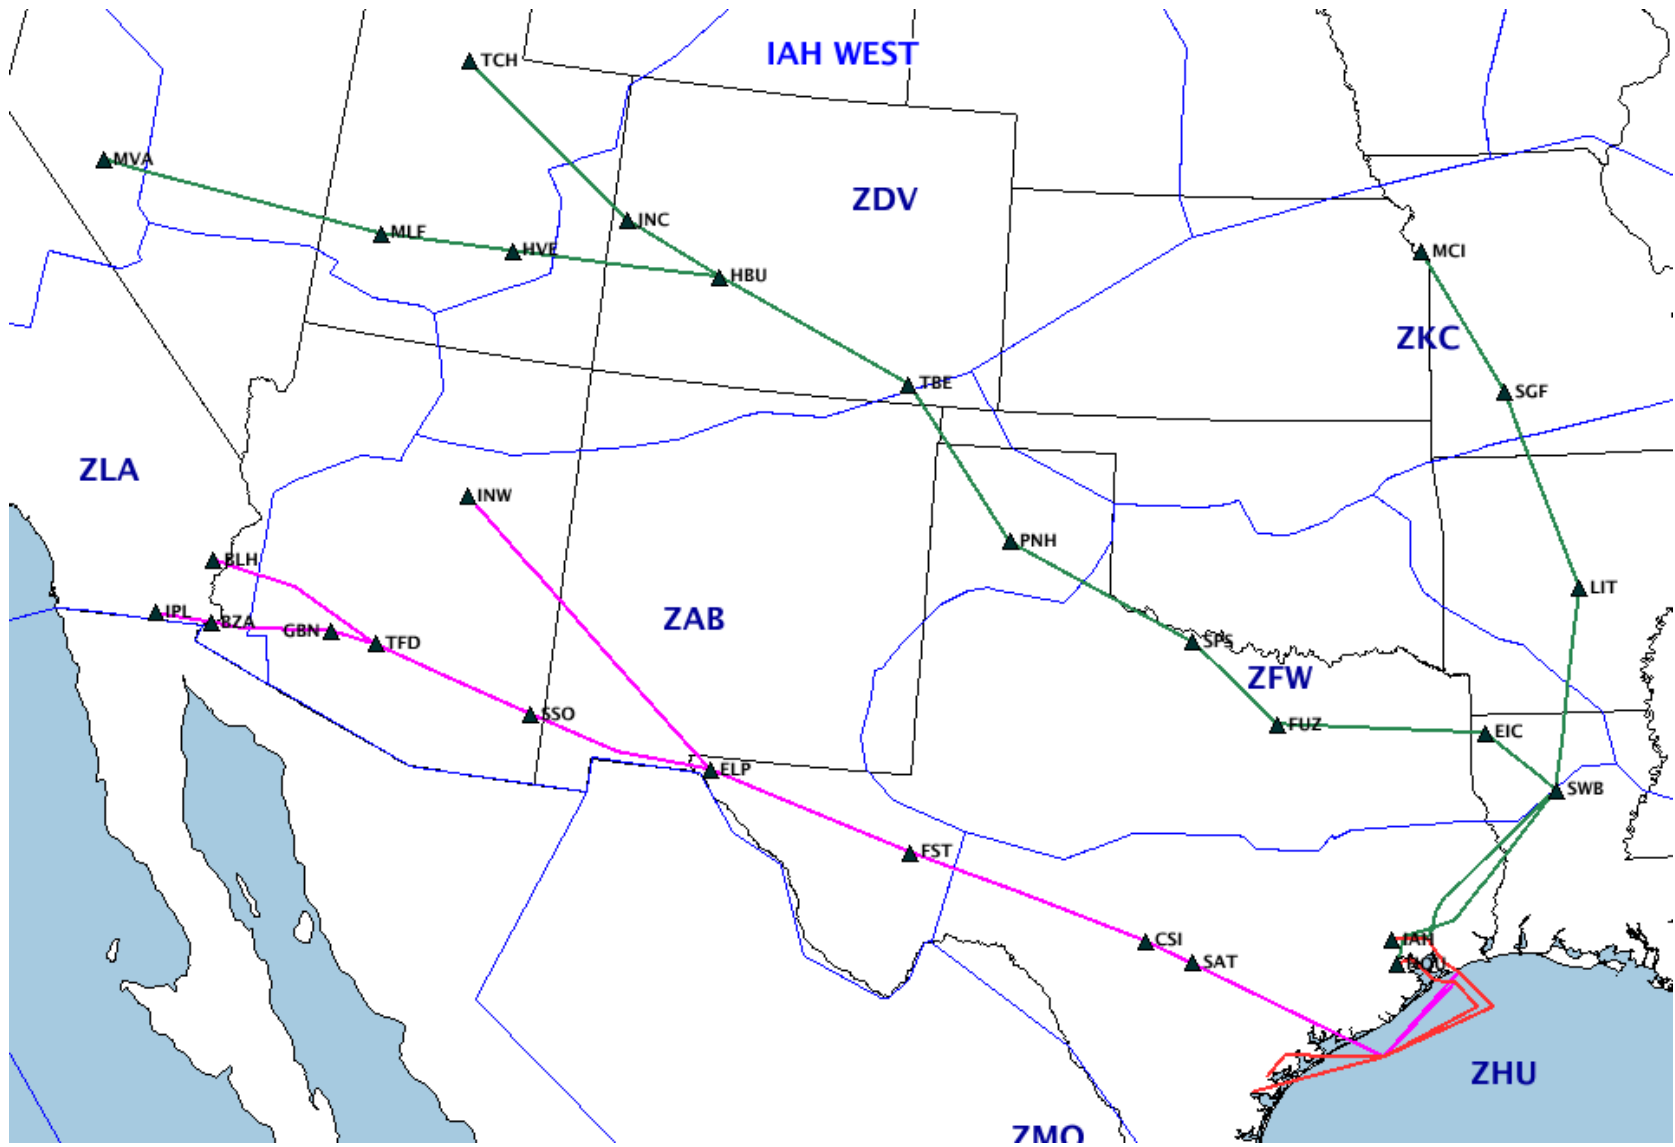 IAH WEST
TCH
MVA
ZDV
INC
MLF
HVE
MCI
HBU
ZKC
TBE
SGF
ZLA
INW
PNH
BLH
LIT
IPL
BZA
GBN
TFD
ZAB
SPS
ZFW
SSO
FUZ
EIC
ELP
SWB
FST
CSI
IAH
SAT
HOU
ZHU
ZMO